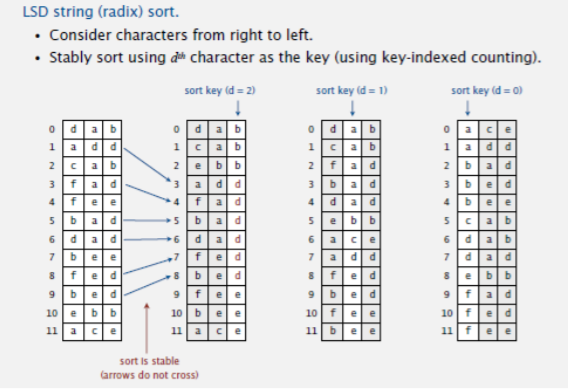 LSD string (radix) sort.
• Consider characters from right to left.
• Stably sort using dth character as the key (using key-indexed counting).
sort key (d = 2) sort key (d = 1) sort key (d = 0)
0 d a b 0 d a b 0 d a b 0 a c e
1 a d d 1 c a b 1 c a b 1 a d d
2 c a b 2 e b b 2 f a d 2 b a d
3 f a d 3 a d d 3 b a d 3 b e d
4 f e e 4 f a d 4 d a d 4 b e e
5 b a d 5 b a d 5 e b b 5 c a b
6 d a d 6 d a d 6 a c e 6 d a b
7 b e e 7 f e d 7 a d d 7 d a d
8 f e d 8 b e d 8 f e d 8 e b b
9 b e d 9 f e e 9 b e d 9 f a d
10 e b b 10 b e e 10 f e e 10 f e d
11 a c e 11 a c e 11 b e e 11 f e e
sort is stable
(arrows do not cross)